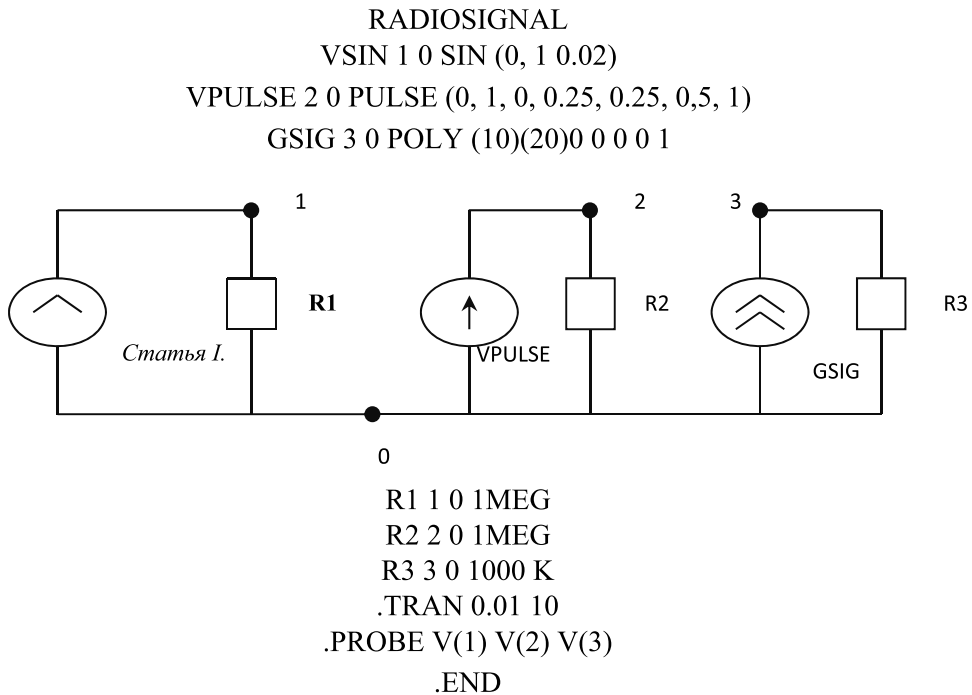 RADIOSIGNAL
VSIN 1 0 SIN (0, 1 0.02)
VPULSE 2 0 PULSE (0, 1, 0, 0.25, 0.25, 0,5, 1)
GSIG 3 0 POLY (10)(20)0 0 0 0 1
1
2
3
R1
R2
R3
Статья I.
VPULSE
GSIG
0
R1 1 0 1MEG
R2 2 0 1MEG
R3 3 0 1000 K
.TRAN 0.01 10
.PROBE V(1) V(2) V(3)
.END